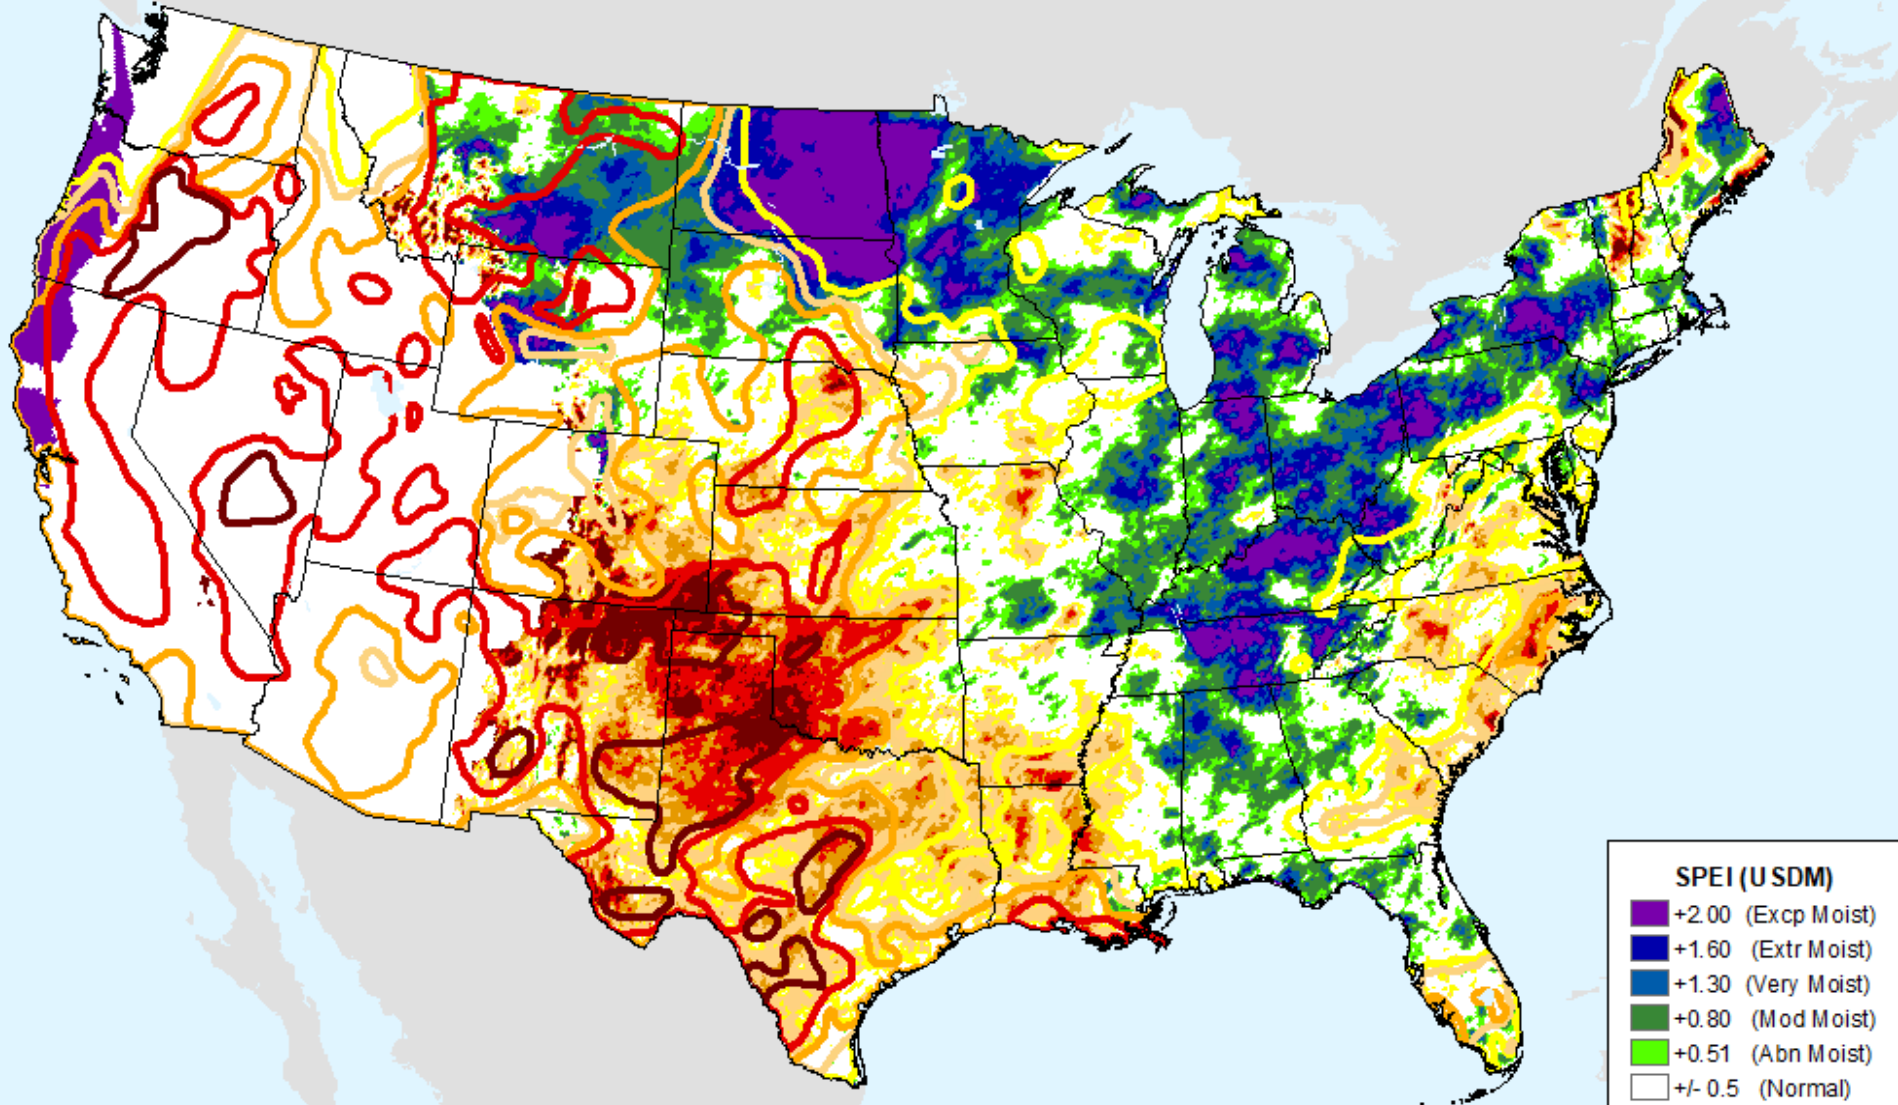 SPEI (USDM)
+2.00 (Excp Moist)
+1.60 (Extr Moist)
+1.30 (Very Moist)
+0.80 (Mod Moist)
+0.51 (Abn Moist)
+/- 0.5 (Normal)